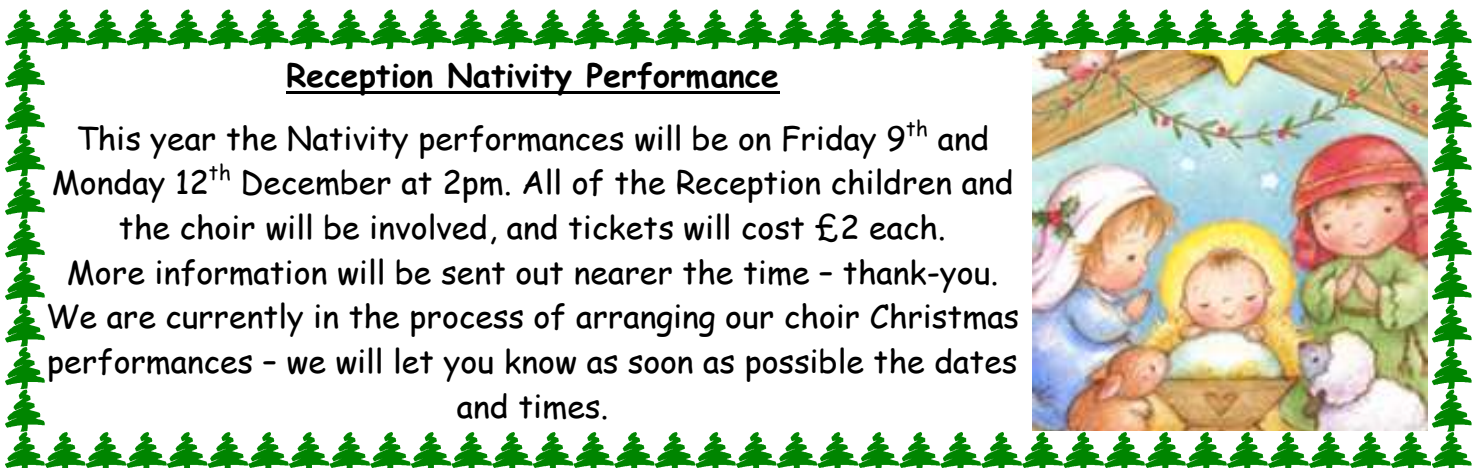 Reception Nativity Performance
This year the Nativity performances will be on Friday 9th and
Monday 12th December at 2pm. All of the Reception children and
the choir will be involved, and tickets will cost £2 each.
More information will be sent out nearer the time – thank-you.
We are currently in the process of arranging our choir Christmas
performances – we will let you know as soon as possible the dates
and times.